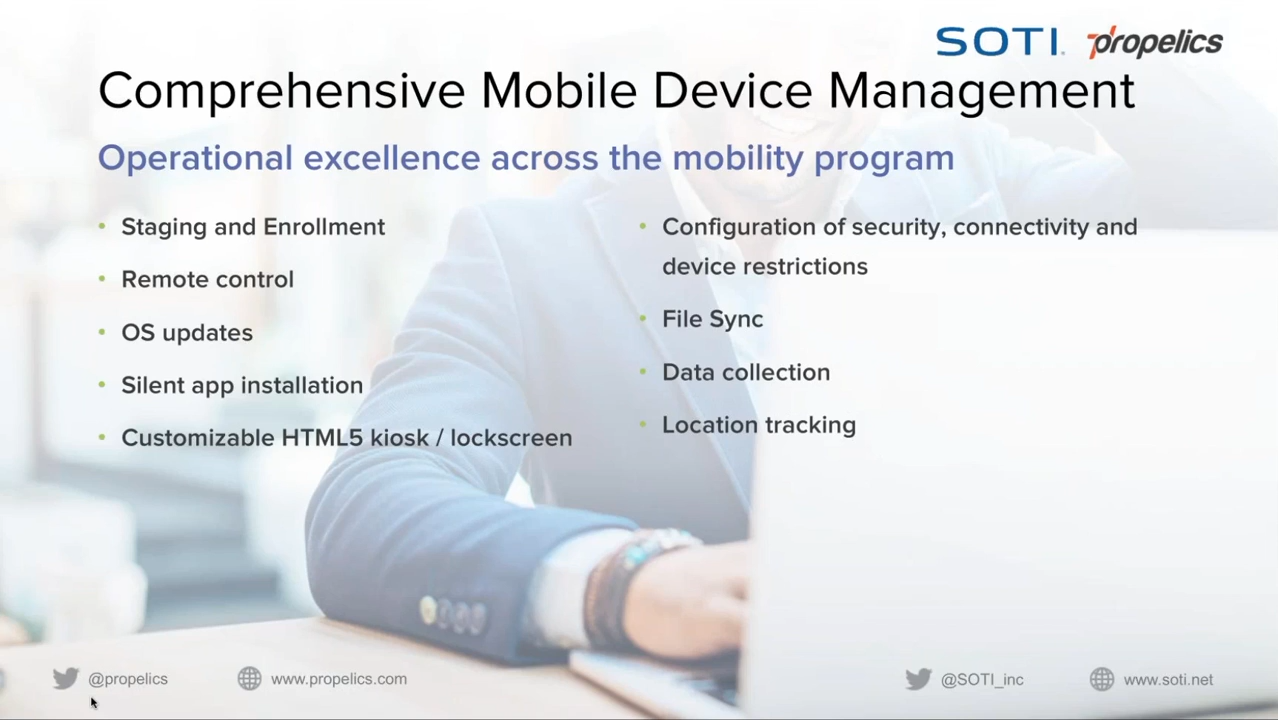 SOTI propelics
Comprehensive Mobile Device Management
Operational excellence across the mobility program
• Staging and Enrollment
• Remote control
• OS updates
• Silent app installation
• Customizable HTML5 kiosk / lockscreen
• Configuration of security, connectivity and
device restrictions
• File Sync
• Data collection
• Location tracking
@propelics www.propelics.com @SOTI_inc www.soti.net